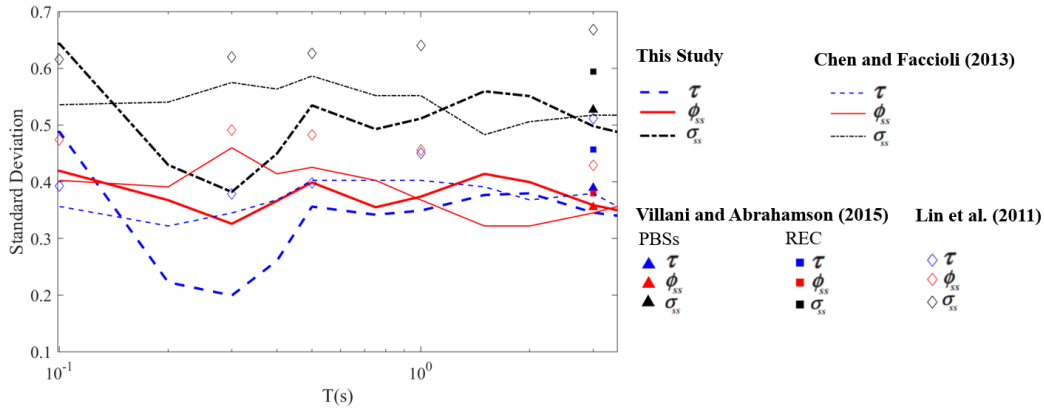 0.7
0.6
0.5
0.4
0.3
0.2
0.1
Standard Deviation
10⁻¹
10⁰
T(s)
This Study
τ
ϕss
σss
Chen and Faccioli (2013)
τ
ϕss
σss
Villani and Abrahamson (2015)
PBSs
τ
ϕss
σss
REC
τ
ϕss
σss
Lin et al. (2011)
τ
ϕss
σss